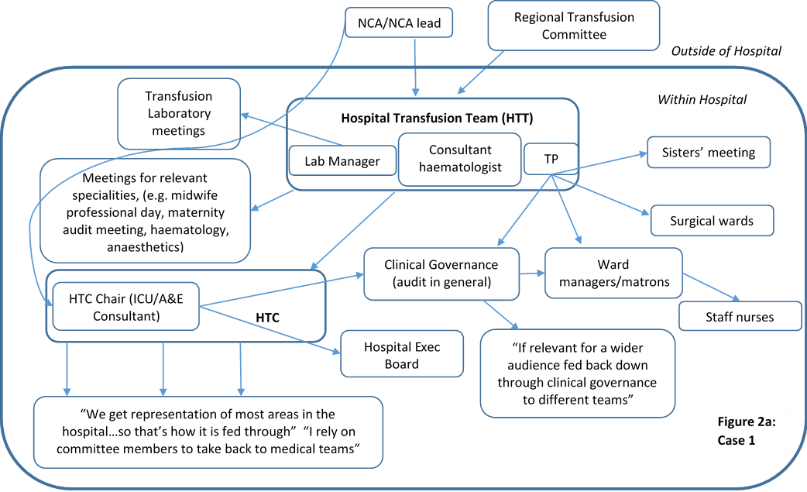 NCA/NCA lead
Regional Transfusion
Committee
Outside of Hospital
Within Hospital
Transfusion
Laboratory
meetings
Hospital Transfusion Team (HTT)
Lab Manager
Consultant
haematologist
TP
Sisters’ meeting
Meetings for relevant
specialities, (e.g. midwife
professional day, maternity
audit meeting, haematology,
anaesthetics)
Surgical wards
Clinical Governance
(audit in general)
Ward
managers/matrons
HTC Chair (ICU/A&E
Consultant)
HTC
Staff nurses
Hospital Exec
Board
“If relevant for a wider
audience fed back down
through clinical governance
to different teams”
“We get representation of most areas in the
hospital...so that’s how it is fed through” “I rely on
committee members to take back to medical teams”
Figure 2a:
Case 1